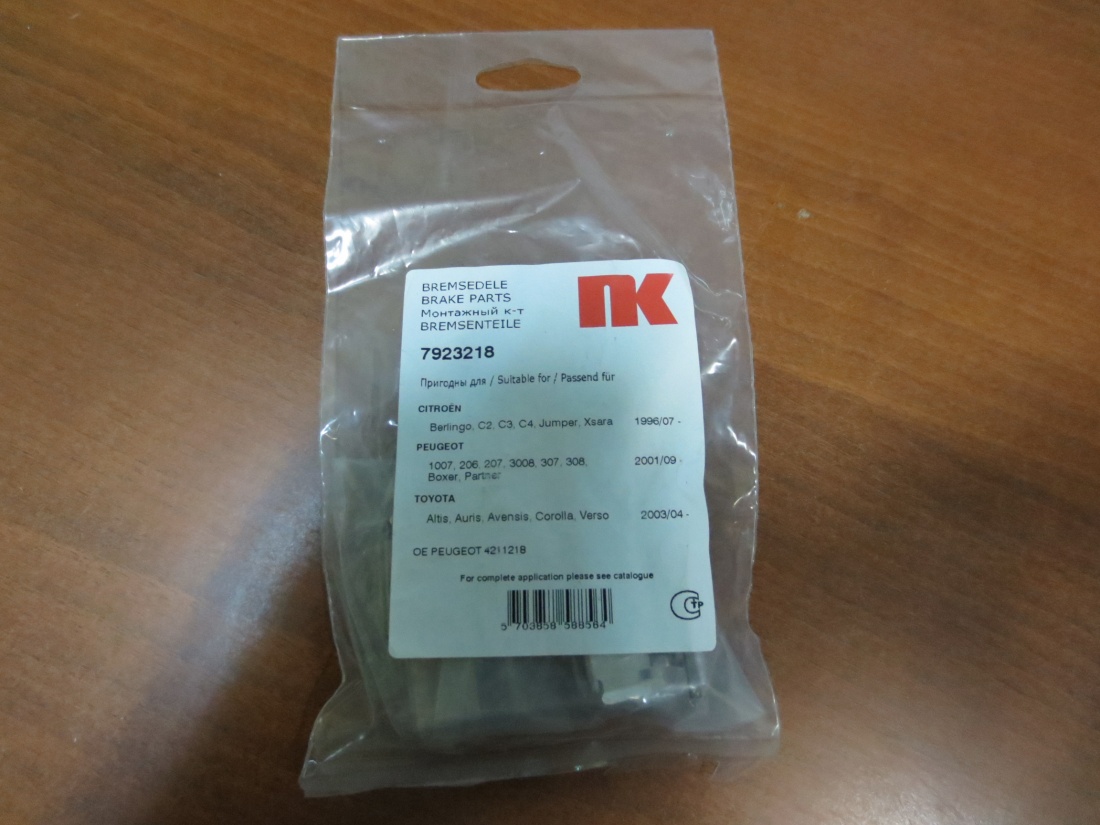 BREMSEDELE
BRAKE PARTS
Монтажный к-т
BREMSENTEILE
NK
7923218
Пригодны для / Suitable for / Passend für
CITROËN
Berlingo, C2, C3, C4, Jumper, Xsara 1996/07 -
PEUGEOT
1007, 206, 207, 3008, 307, 308, 2001/09 -
Boxer, Partner
TOYOTA
Altis, Auris, Avensis, Corolla, Verso 2003/04 -
OE PEUGEOT 4211218
For complete application please see catalogue
5 703858 588584
СТР